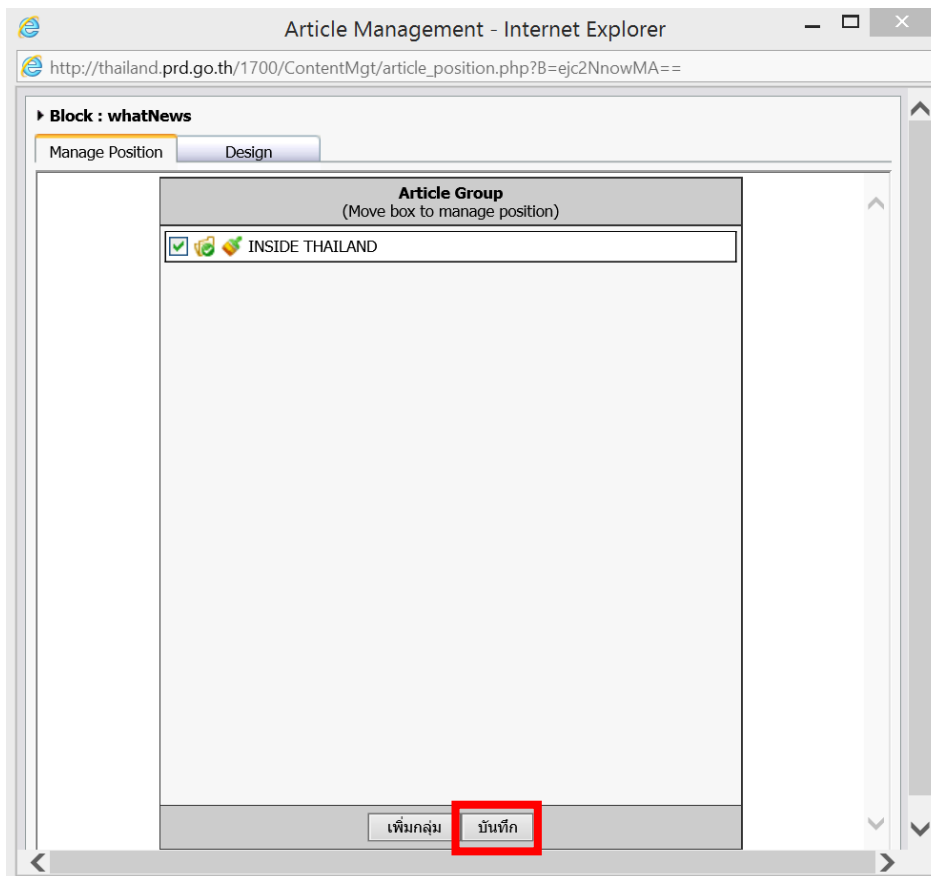 Article Management - Internet Explorer
http://thailand.prd.go.th/1700/ContentMgt/article_position.php?B=ejc2NnowMA==
Block : whatNews
Manage Position Design
Article Group
(Move box to manage position)
INSIDE THAILAND
เพิ่มกลุ่ม บันทึก